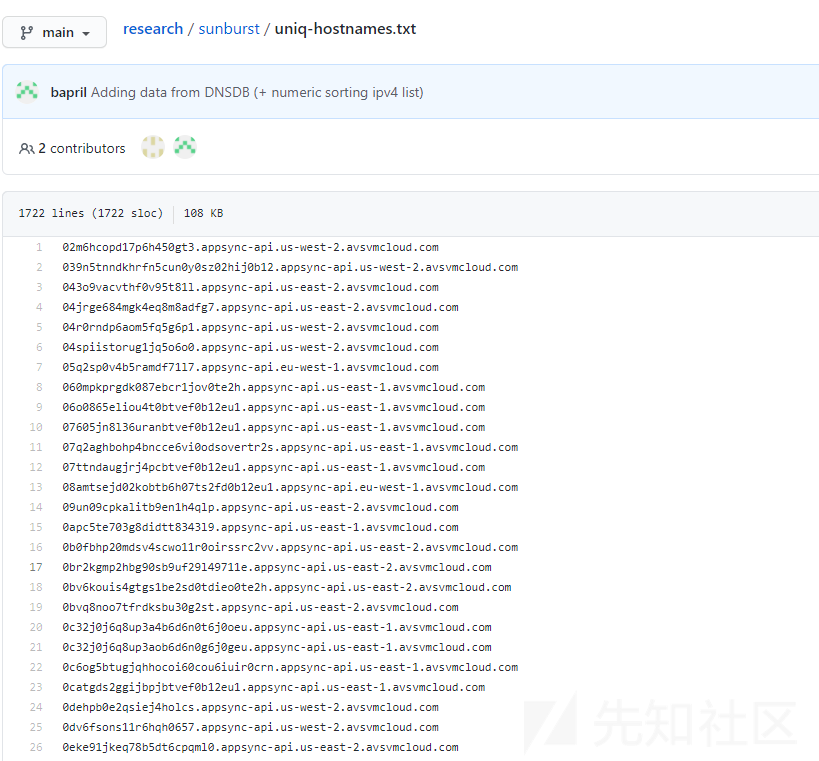 main
research / sunburst / uniq-hostnames.txt
bapril Adding data from DNSDB (+ numeric sorting ipv4 list)
2 contributors
1722 lines (1722 sloc) 108 KB
1 02m6hcopd17p6h450gt3.appsync-api.us-west-2.avsvmcloud.com
2 039n5tnndkhrfn5cun0y0sz02hij0b12.appsync-api.us-west-2.avsvmcloud.com
3 043o9vacvthf0v95t81l.appsync-api.us-east-2.avsvmcloud.com
4 04jrge684mgk4eq8m8adfg7.appsync-api.us-east-2.avsvmcloud.com
5 04r0rndp6aom5fq5g6p1.appsync-api.us-west-2.avsvmcloud.com
6 04spiistorug1jq5o6o0.appsync-api.us-west-2.avsvmcloud.com
7 05q2sp0v4b5ramdf71l7.appsync-api.eu-west-1.avsvmcloud.com
8 060mpkprgdk087ebcr1jov0te2h.appsync-api.us-east-1.avsvmcloud.com
9 06o0865eliou4t0btvef0b12eu1.appsync-api.us-east-1.avsvmcloud.com
10 07605jn8l36uranbtvef0b12eu1.appsync-api.us-east-1.avsvmcloud.com
11 07q2aghbohp4bncce6vi0odsovertr2s.appsync-api.us-east-1.avsvmcloud.com
12 07ttndaugjrj4pcbtvef0b12eu1.appsync-api.us-east-1.avsvmcloud.com
13 08amtsejd02kobtb6h07ts2fd0b12eu1.appsync-api.eu-west-1.avsvmcloud.com
14 09un09cpkalitb9en1h4qlp.appsync-api.us-east-2.avsvmcloud.com
15 0apc5te703g8didtt8343l9.appsync-api.us-east-1.avsvmcloud.com
16 0b0fbhp20mdsv4scwo11r0oirssrc2vv.appsync-api.us-east-2.avsvmcloud.com
17 0br2kgmp2hbg90sb9uf29l49711e.appsync-api.us-east-2.avsvmcloud.com
18 0bv6kouis4gtgs1be2sd0tdieo0te2h.appsync-api.us-east-2.avsvmcloud.com
19 0bvq8noo7tfrdksbu30g2st.appsync-api.us-east-2.avsvmcloud.com
20 0c32j0j6q8up3a4b6d6n0t6j0oeu.appsync-api.us-east-1.avsvmcloud.com
21 0c32j0j6q8up3aob6d6n0g6j0geu.appsync-api.us-east-1.avsvmcloud.com
22 0c6og5btugjqhhocoi60cou6iuir0crn.appsync-api.us-east-1.avsvmcloud.com
23 0catgds2ggijbpjbtvef0b12eu1.appsync-api.us-east-1.avsvmcloud.com
24 0dehpb0e2qsiej4holcs.appsync-api.us-west-2.avsvmcloud.com
25 0dv6fsons11r6hqh0657.appsync-api.us-west-2.avsvmcloud.com
26 0eke91jkeq78b5dt6cpqml0.appsync-api.us-east-2.avsvmcloud.com
先知社区